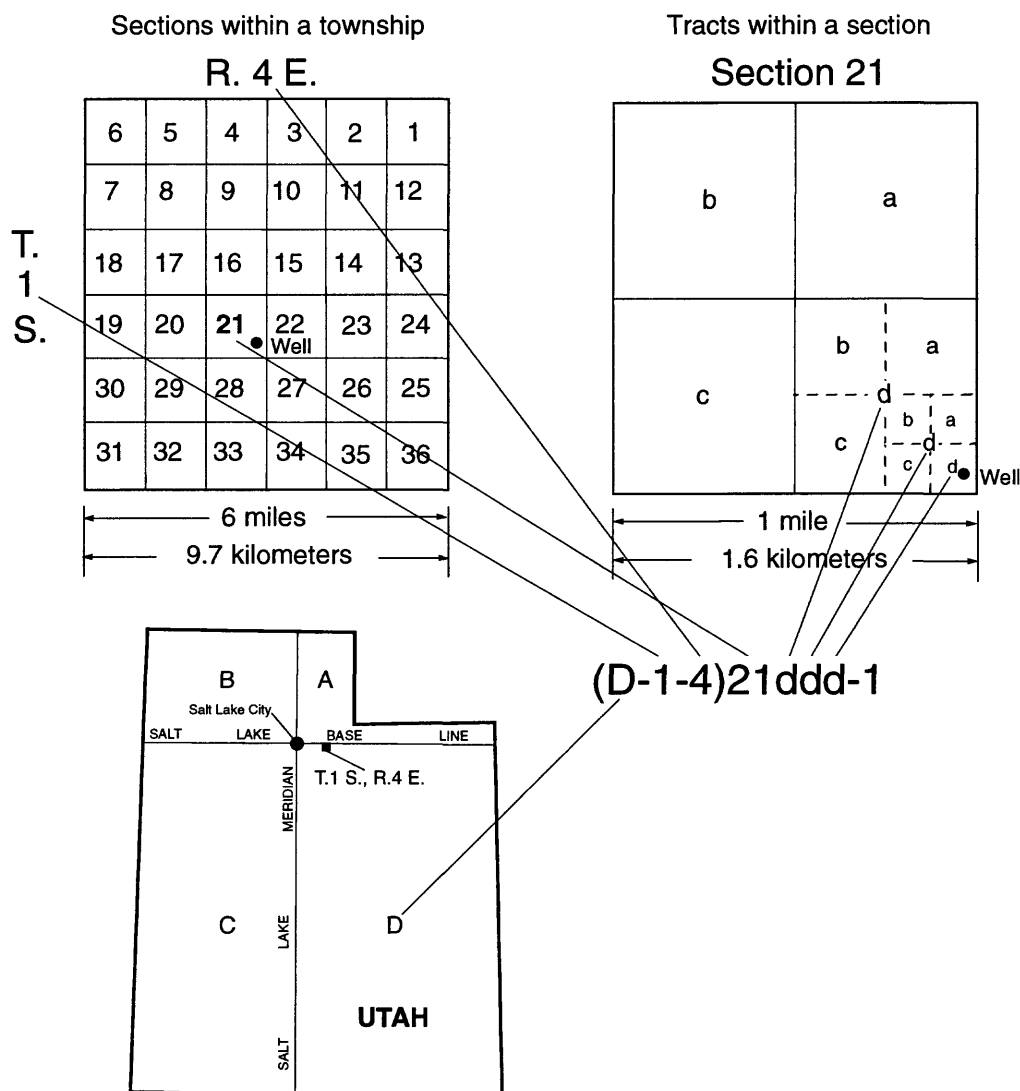 Sections within a township
R. 4 E.
6 5 4 3 2 1
7 8 9 10 11 12
T.
1
S.
18 17 16 15 14 13
19 20 21 22 23 24
Well
30 29 28 27 26 25
31 32 33 34 35 36
6 miles
9.7 kilometers
Tracts within a section
Section 21
b a
b a
c d
b a
c d
c d
Well
1 mile
1.6 kilometers
(D-1-4)21ddd-1
B A
Salt Lake City
SALT LAKE BASE LINE
T.1 S., R.4 E.
SALT LAKE MERIDIAN
C D
UTAH